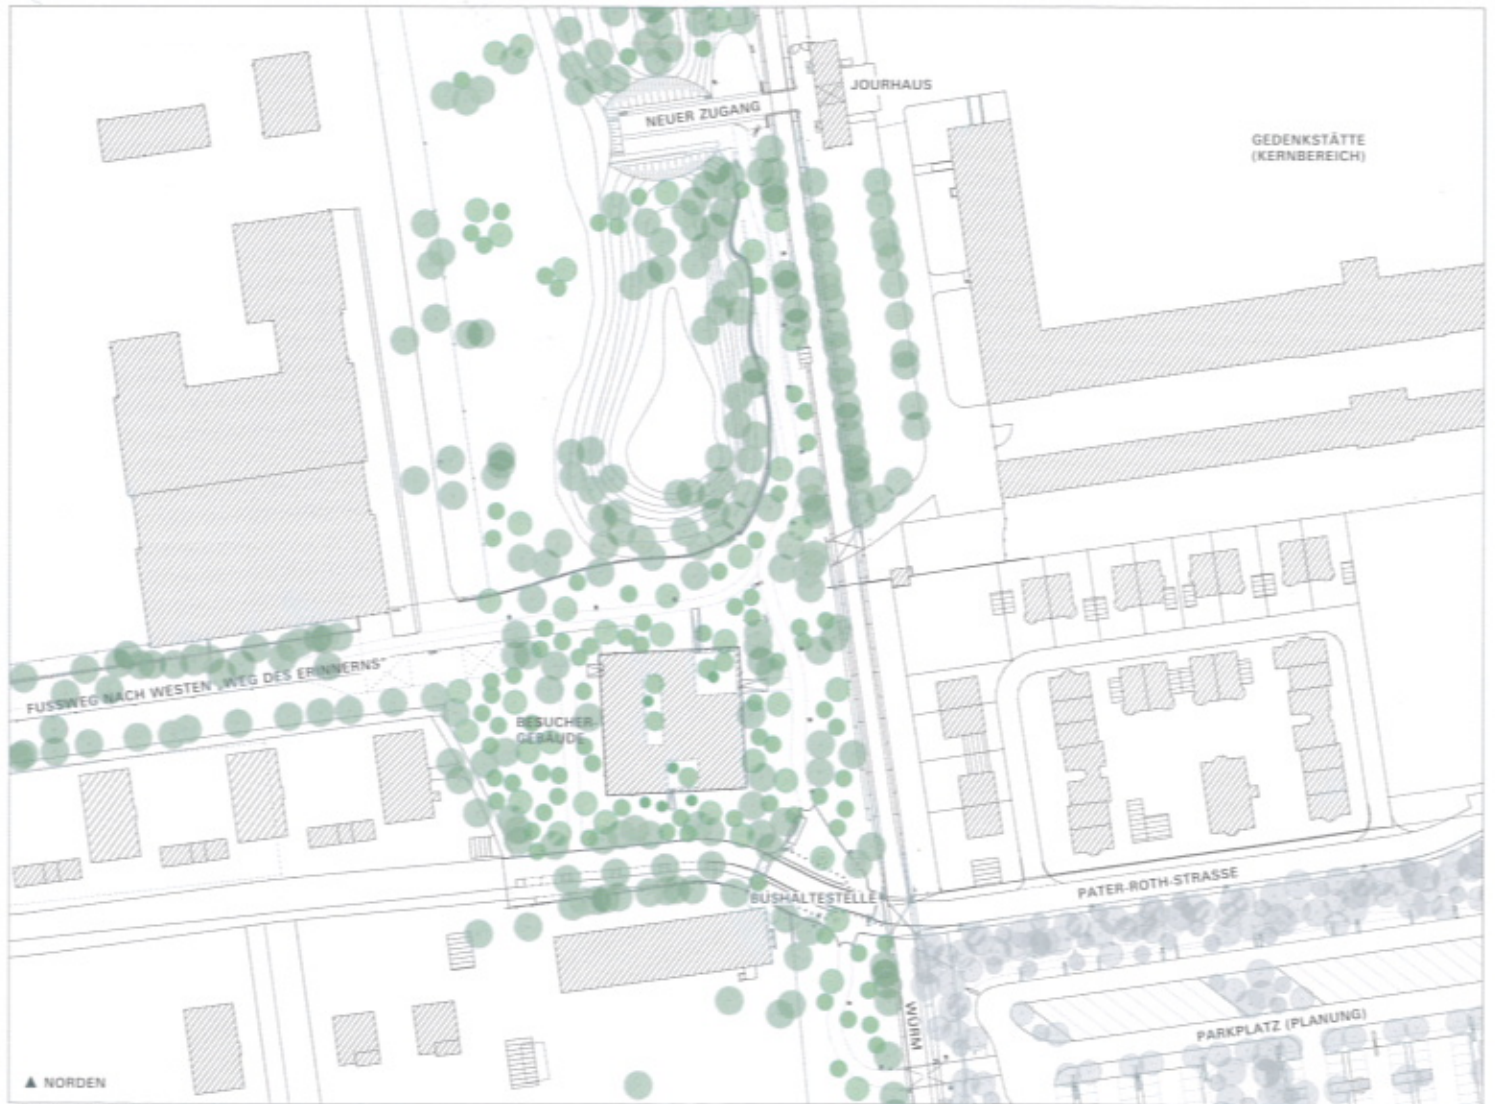 JOURHAUS
NEUER ZUGANG
GEDENKSTÄTTE
(KERNBEREICH)
FUSSWEG NACH WESTEN „WEG DES ERINNERNS"
BESUCHER-
GEBÄUDE
BUSHALTESTELLE
PATER-ROTH-STRASSE
WÜRM
PARKPLATZ (PLANUNG)
NORDEN